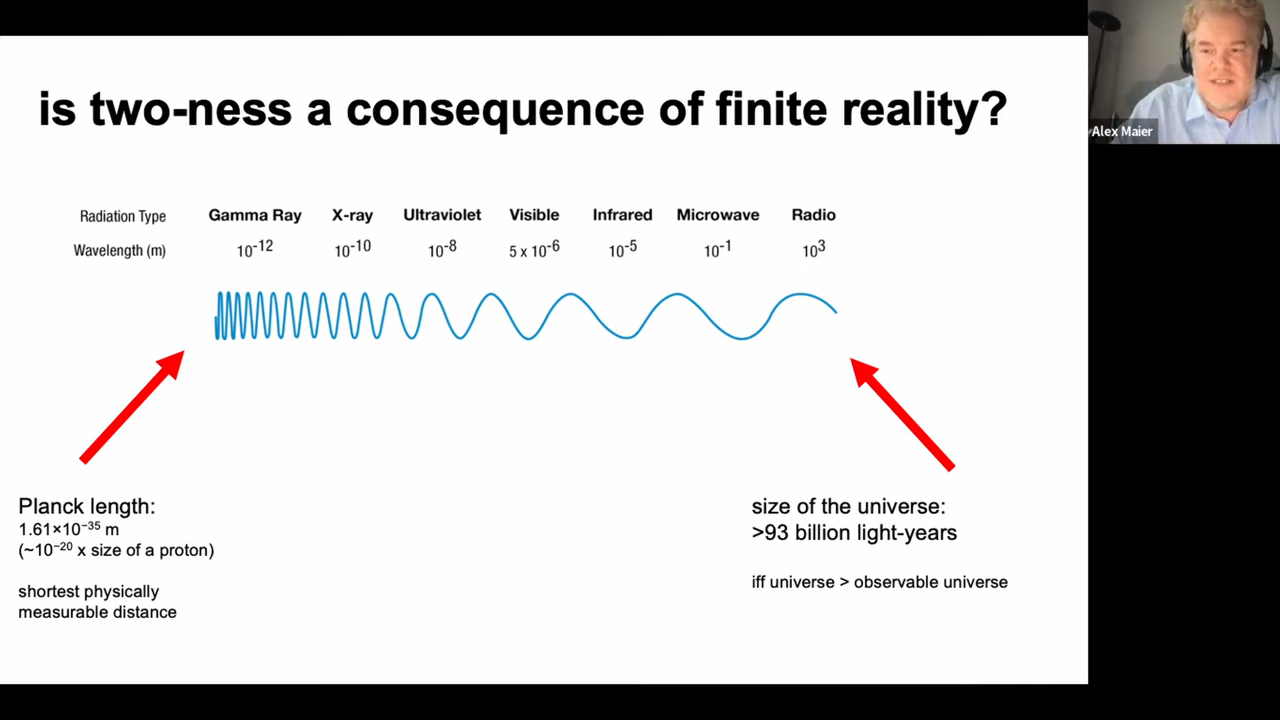 is two-ness a consequence of finite reality?
Alex Maier
Radiation Type Gamma Ray X-ray Ultraviolet Visible Infrared Microwave Radio
Wavelength (m) 10⁻¹² 10⁻¹⁰ 10⁻⁸ 5 x 10⁻⁶ 10⁻⁵ 10⁻¹ 10³
Planck length:
1.61×10⁻³⁵ m
(~10⁻²⁰ x size of a proton)
shortest physically
measurable distance
size of the universe:
>93 billion light-years
iff universe > observable universe